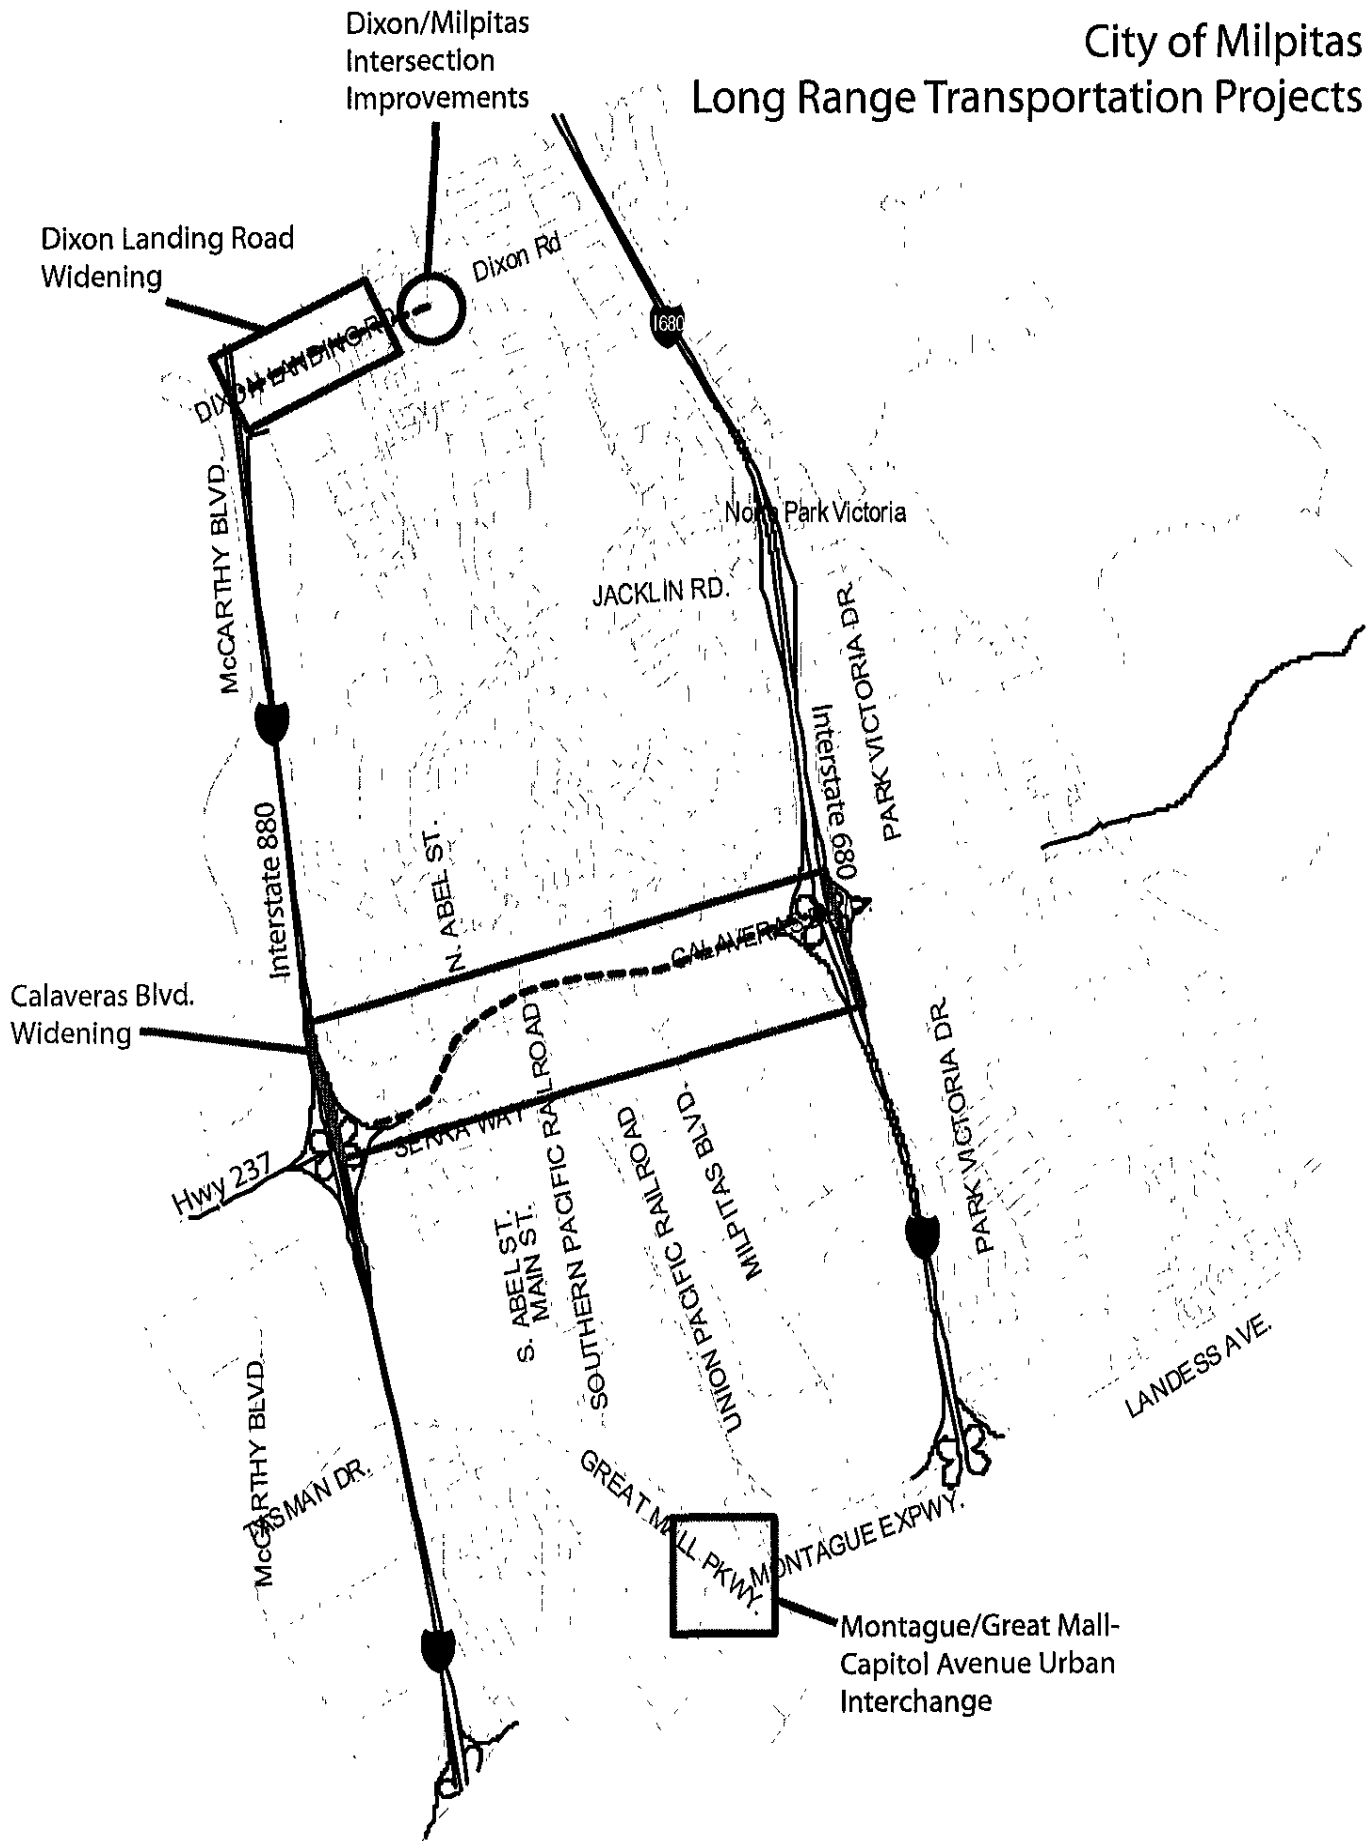 City of Milpitas
Long Range Transportation Projects
Dixon/Milpitas
Intersection
Improvements
Dixon Landing Road
Widening
Dixon Rd
DIXON LANDING RD
I680
McCARTHY BLVD.
North Park Victoria
JACKLIN RD.
PARK VICTORIA DR.
Interstate 680
Interstate 880
N. ABEL ST.
CALAVERAS
Calaveras Blvd.
Widening
SERRA WAY
Hwy 237
PARK VICTORIA DR.
S. ABEL ST.
MAIN ST.
SOUTHERN PACIFIC RAILROAD
UNION PACIFIC RAILROAD
MILPITAS BLVD.
LANDESS AVE.
McCARTHY BLVD.
TASMAN DR.
GREAT MALL PKWY.
MONTAGUE EXPWY.
Montague/Great Mall-
Capitol Avenue Urban
Interchange